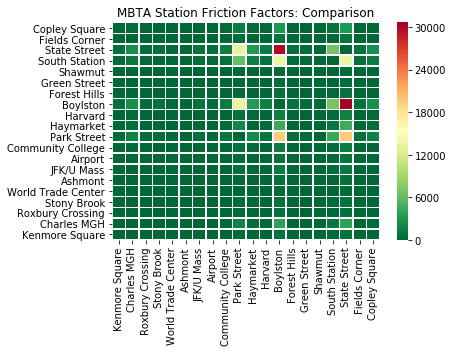 MBTA Station Friction Factors: Comparison
Copley Square
Fields Corner
State Street
South Station
Shawmut
Green Street
Forest Hills
Boylston
Harvard
Haymarket
Park Street
Community College
Airport
JFK/U Mass
Ashmont
World Trade Center
Stony Brook
Roxbury Crossing
Charles MGH
Kenmore Square
Kenmore Square
Charles MGH
Roxbury Crossing
Stony Brook
World Trade Center
Ashmont
JFK/U Mass
Airport
Community College
Park Street
Haymarket
Harvard
Boylston
Forest Hills
Green Street
Shawmut
South Station
State Street
Fields Corner
Copley Square
30000
24000
18000
12000
6000
0